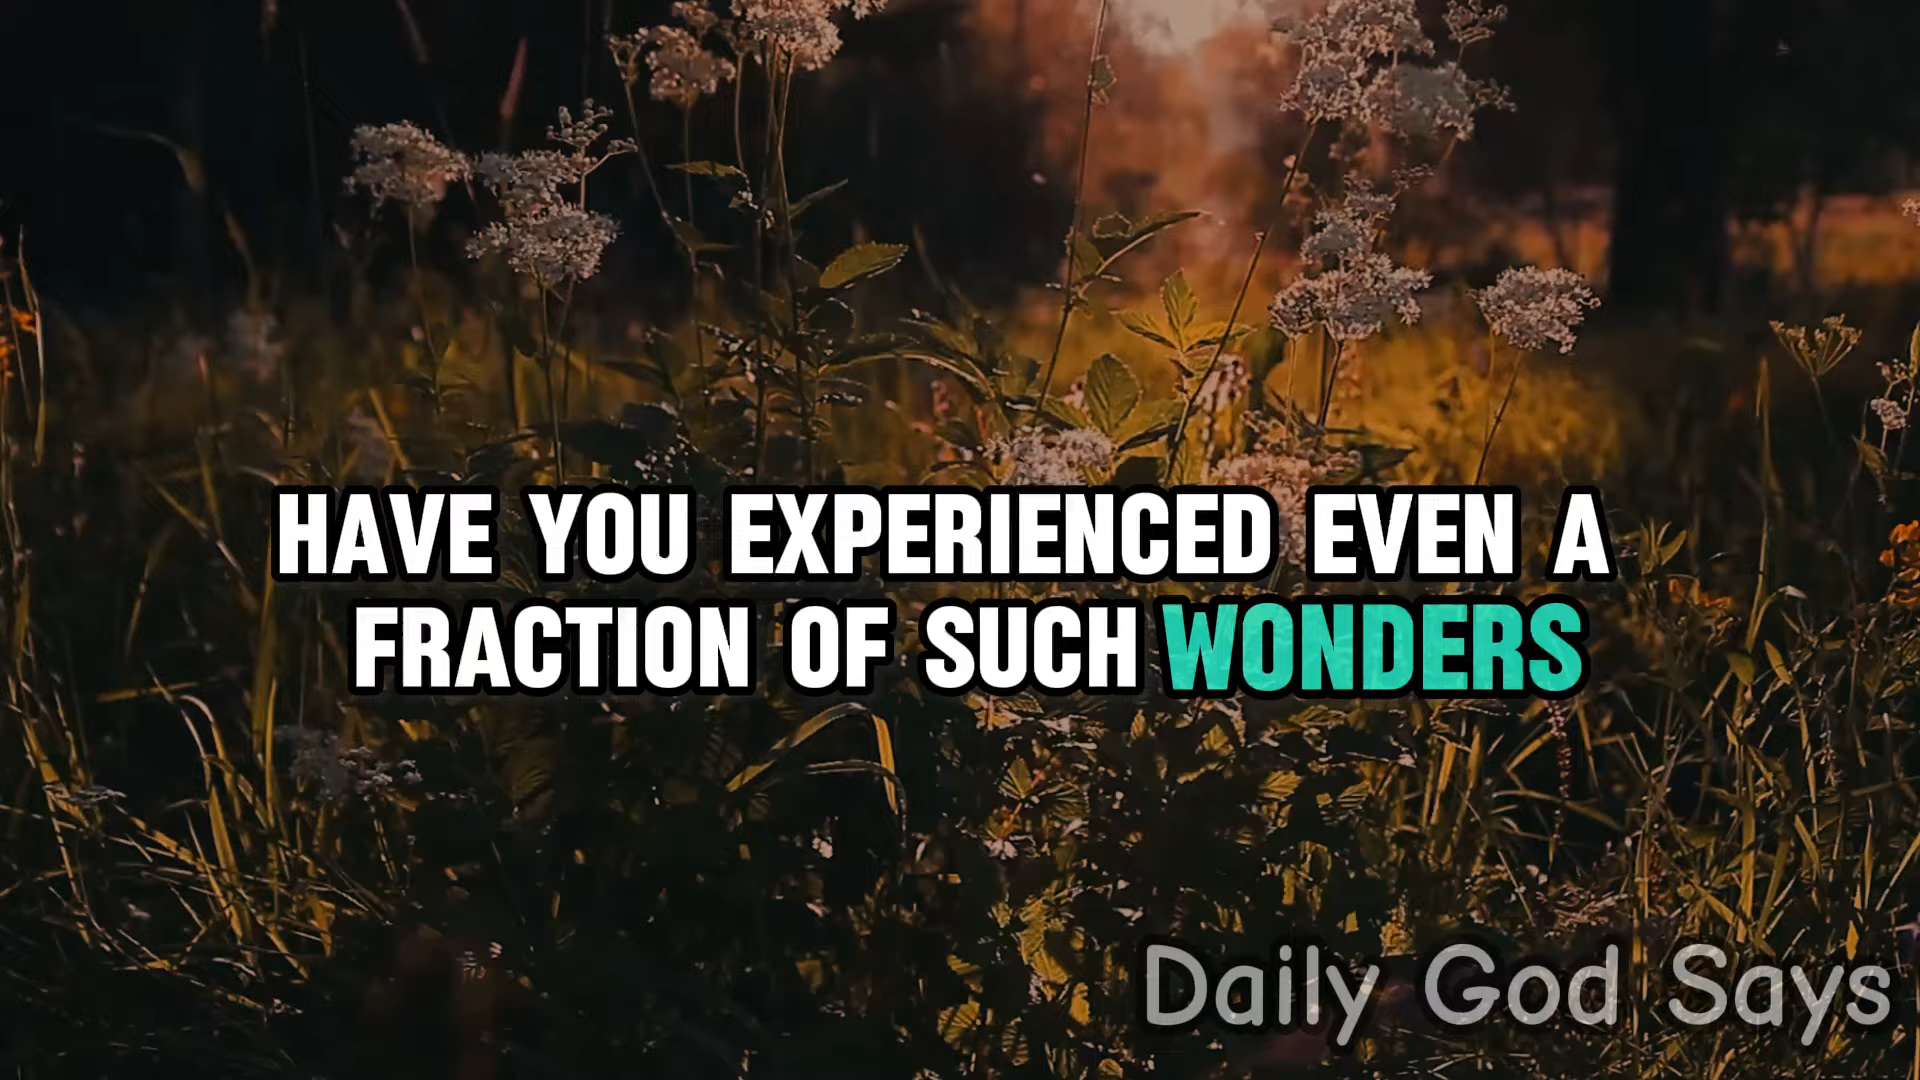 HAVE YOU EXPERIENCED EVEN A
FRACTION OF SUCH WONDERS
Daily God Says